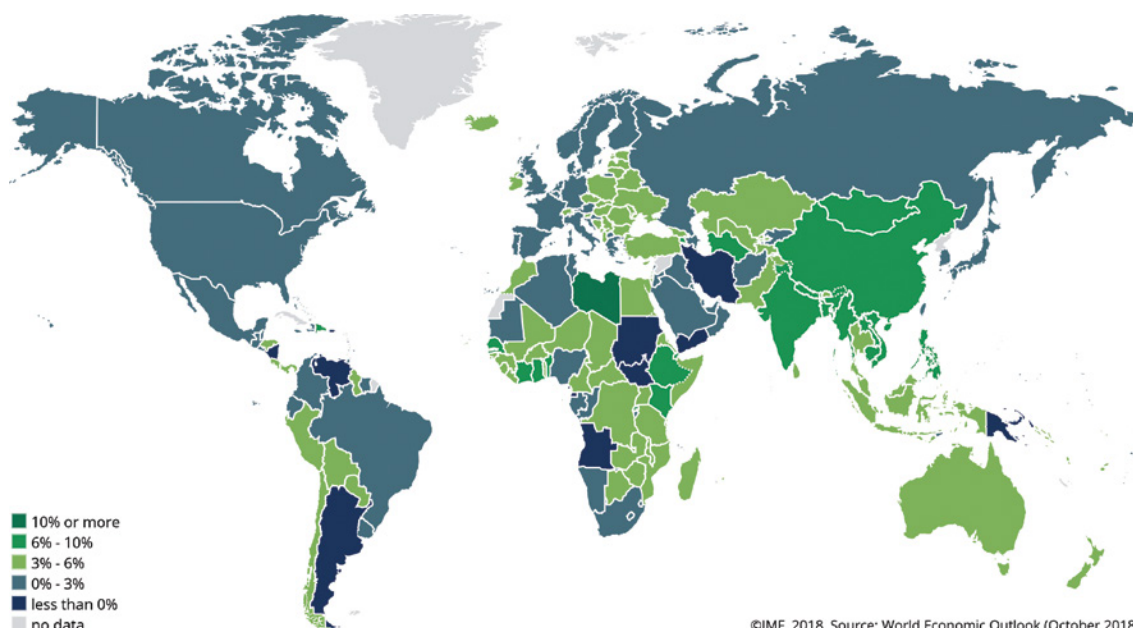 10% or more
6% - 10%
3% - 6%
0% - 3%
less than 0%
no data
©IMF, 2018, Source: World Economic Outlook (October 2018